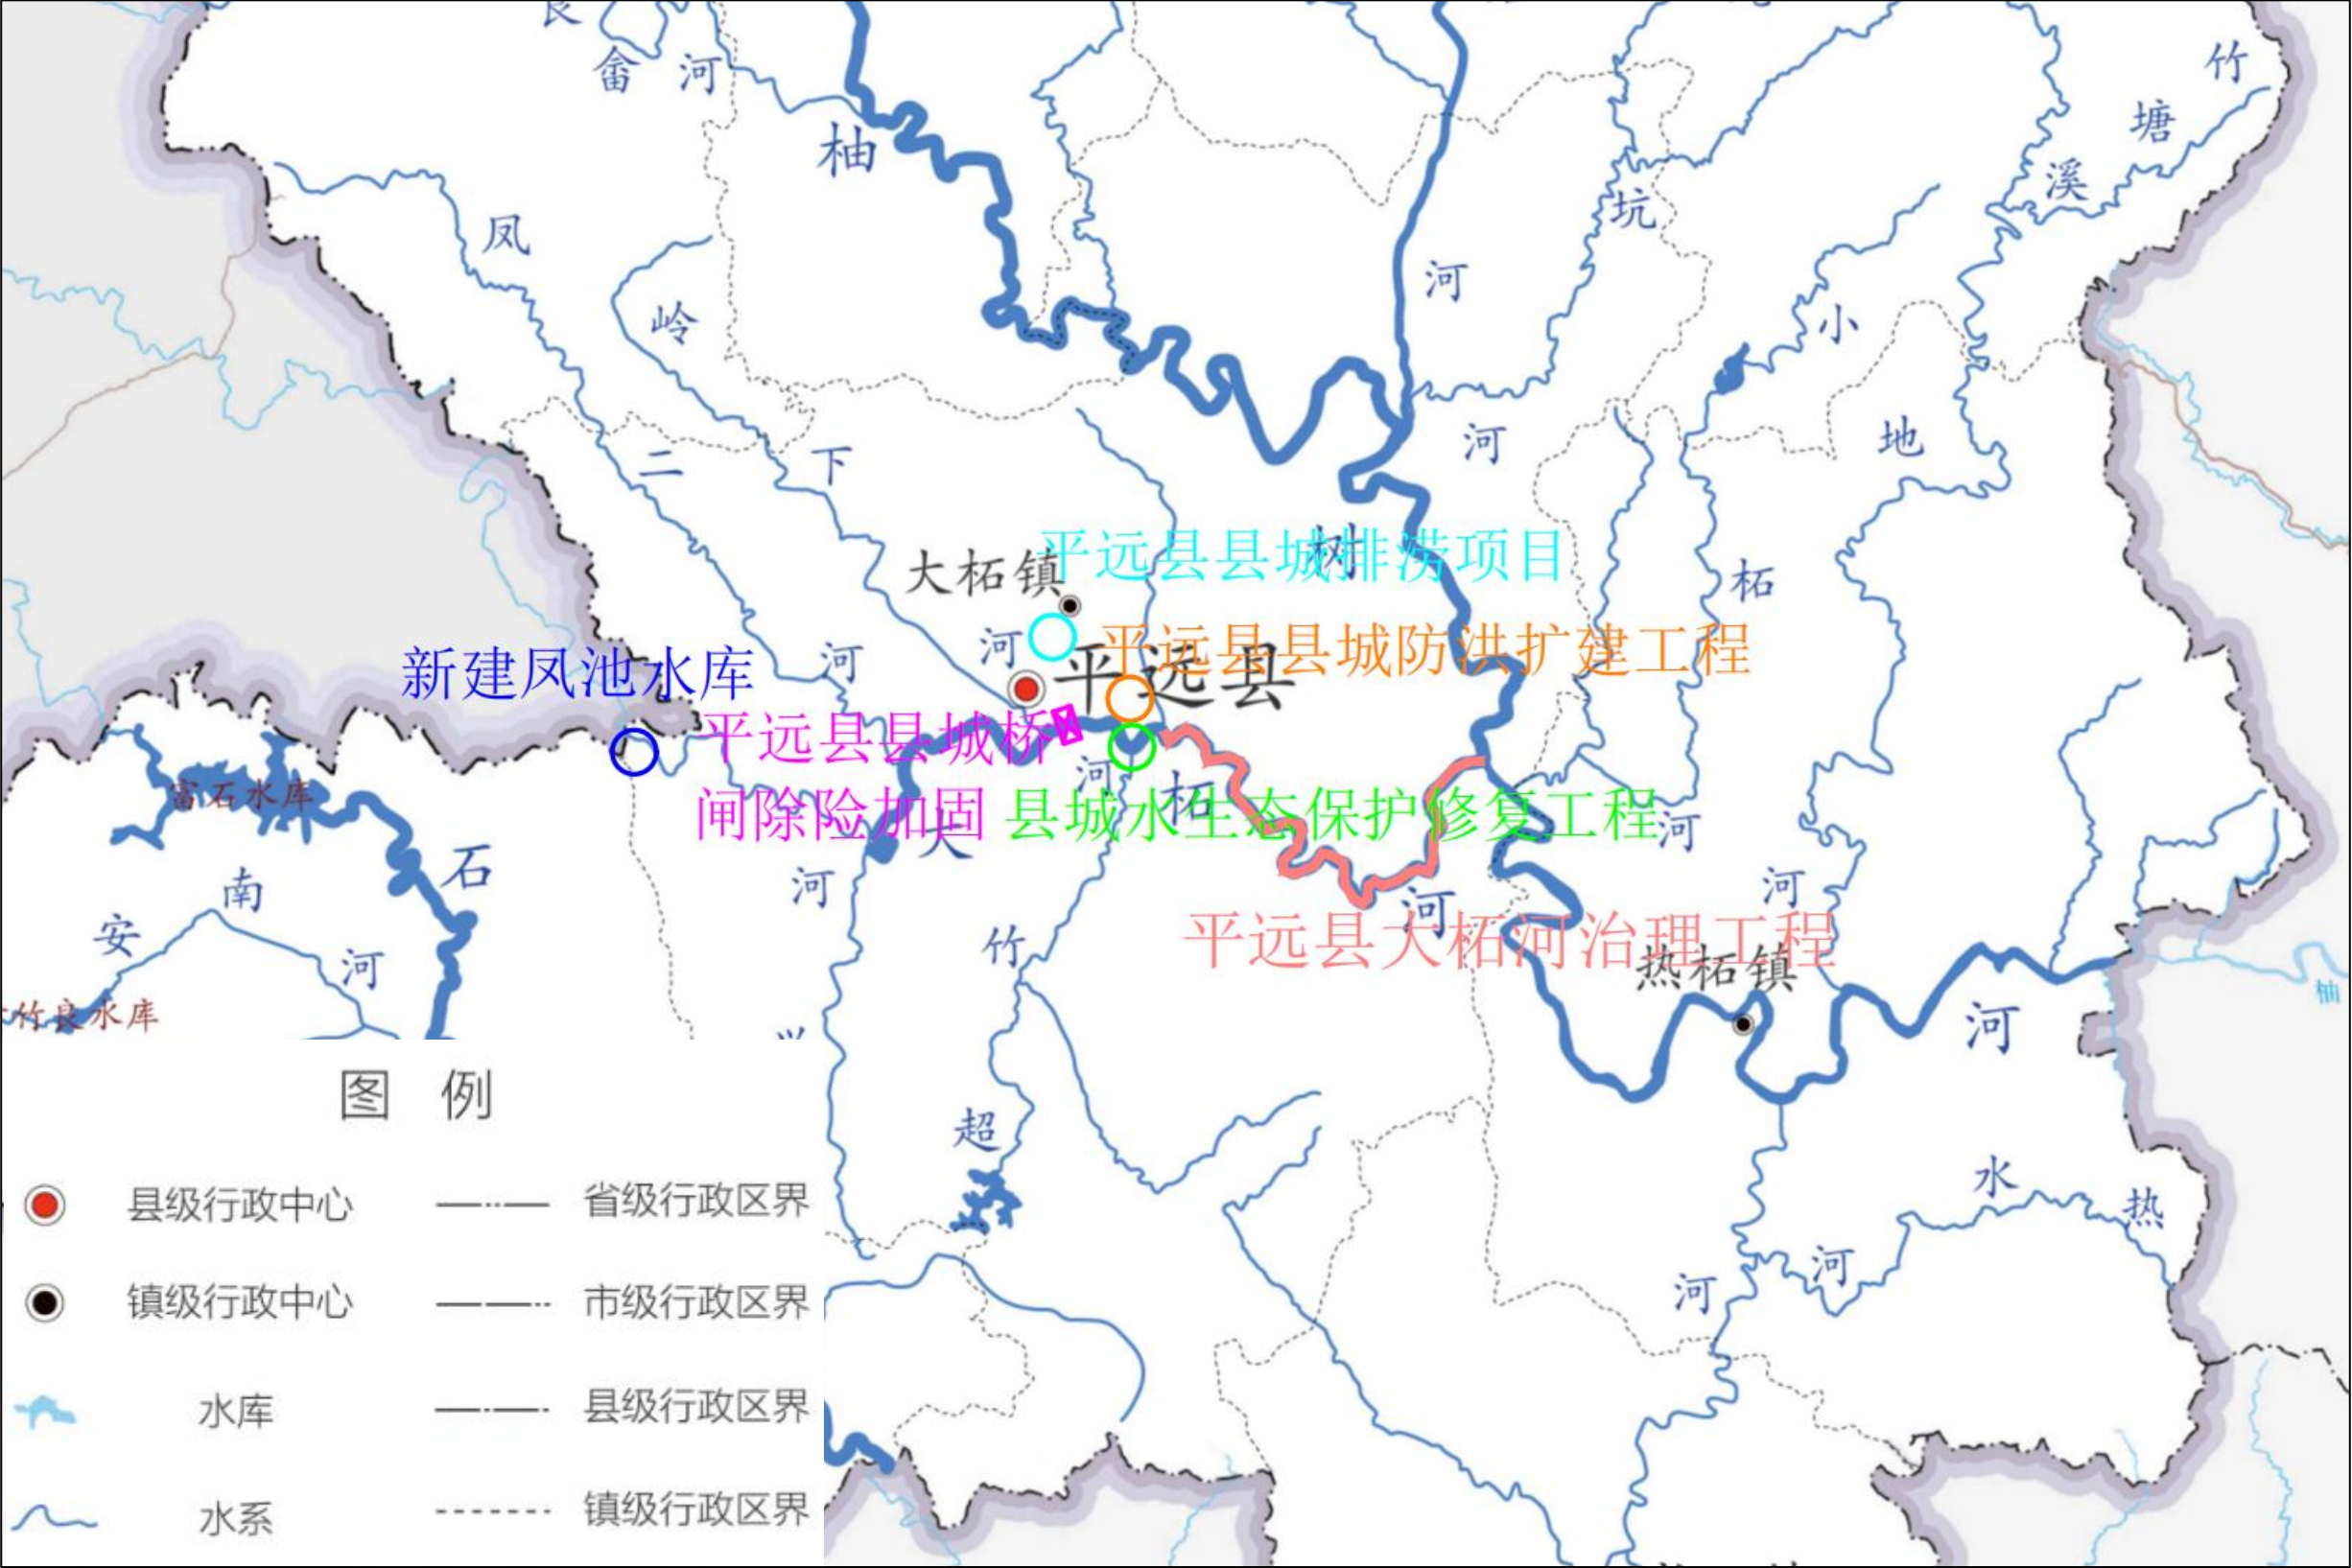 畲 河
竹
塘
溪
柚
凤
坑
河
岭
小
地
河
二
下
大柘镇
平远县县城排涝项目
树
柘
河
河
平远县县城防洪扩建工程
平远县
新建凤池水库
平远县县城桥
闸除险加固
县城水生态保护修复工程
河
柘
大
河
富石水库
石
南
安
河
河
河
竹
河
平远县大柘河治理工程
热柘镇
竹良水库
河
柚
超
水
热
河
河
图 例
县级行政中心
省级行政区界
镇级行政中心
市级行政区界
水库
县级行政区界
水系
镇级行政区界